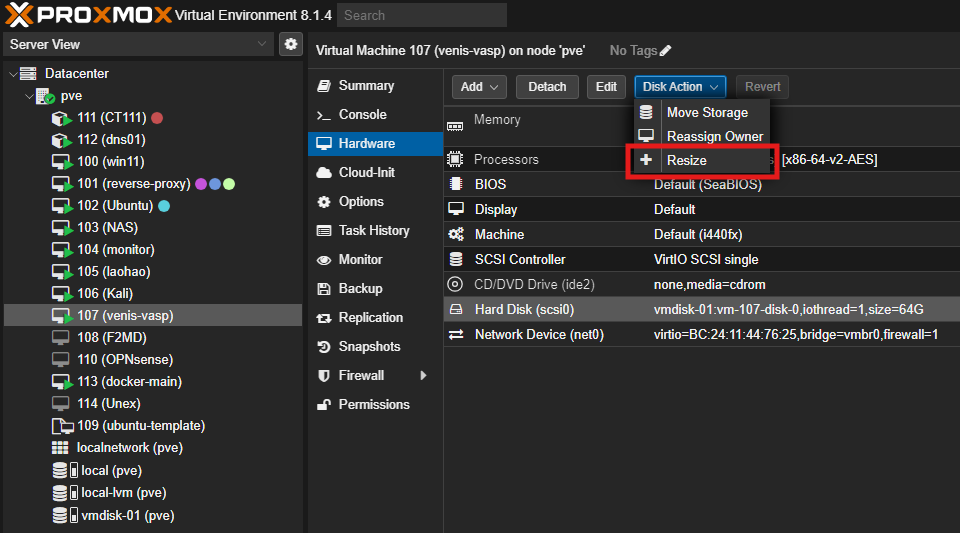 PROXMOX Virtual Environment 8.1.4 Search
Server View
Datacenter
pve
111 (CT111)
112 (dns01)
100 (win11)
101 (reverse-proxy)
102 (Ubuntu)
103 (NAS)
104 (monitor)
105 (laohao)
106 (Kali)
107 (venis-vasp)
108 (F2MD)
110 (OPNsense)
113 (docker-main)
114 (Unex)
109 (ubuntu-template)
localnetwork (pve)
local (pve)
local-lvm (pve)
vmdisk-01 (pve)
Virtual Machine 107 (venis-vasp) on node 'pve' No Tags
Summary
Console
Hardware
Cloud-Init
Options
Task History
Monitor
Backup
Replication
Snapshots
Firewall
Permissions
Add Detach Edit Disk Action Revert
Move Storage
Reassign Owner
Resize
Memory
Processors [x86-64-v2-AES]
BIOS Default (SeaBIOS)
Display Default
Machine Default (i440fx)
SCSI Controller VirtIO SCSI single
CD/DVD Drive (ide2) none,media=cdrom
Hard Disk (scsi0) vmdisk-01:vm-107-disk-0,iothread=1,size=64G
Network Device (net0) virtio=BC:24:11:44:76:25,bridge=vmbr0,firewall=1